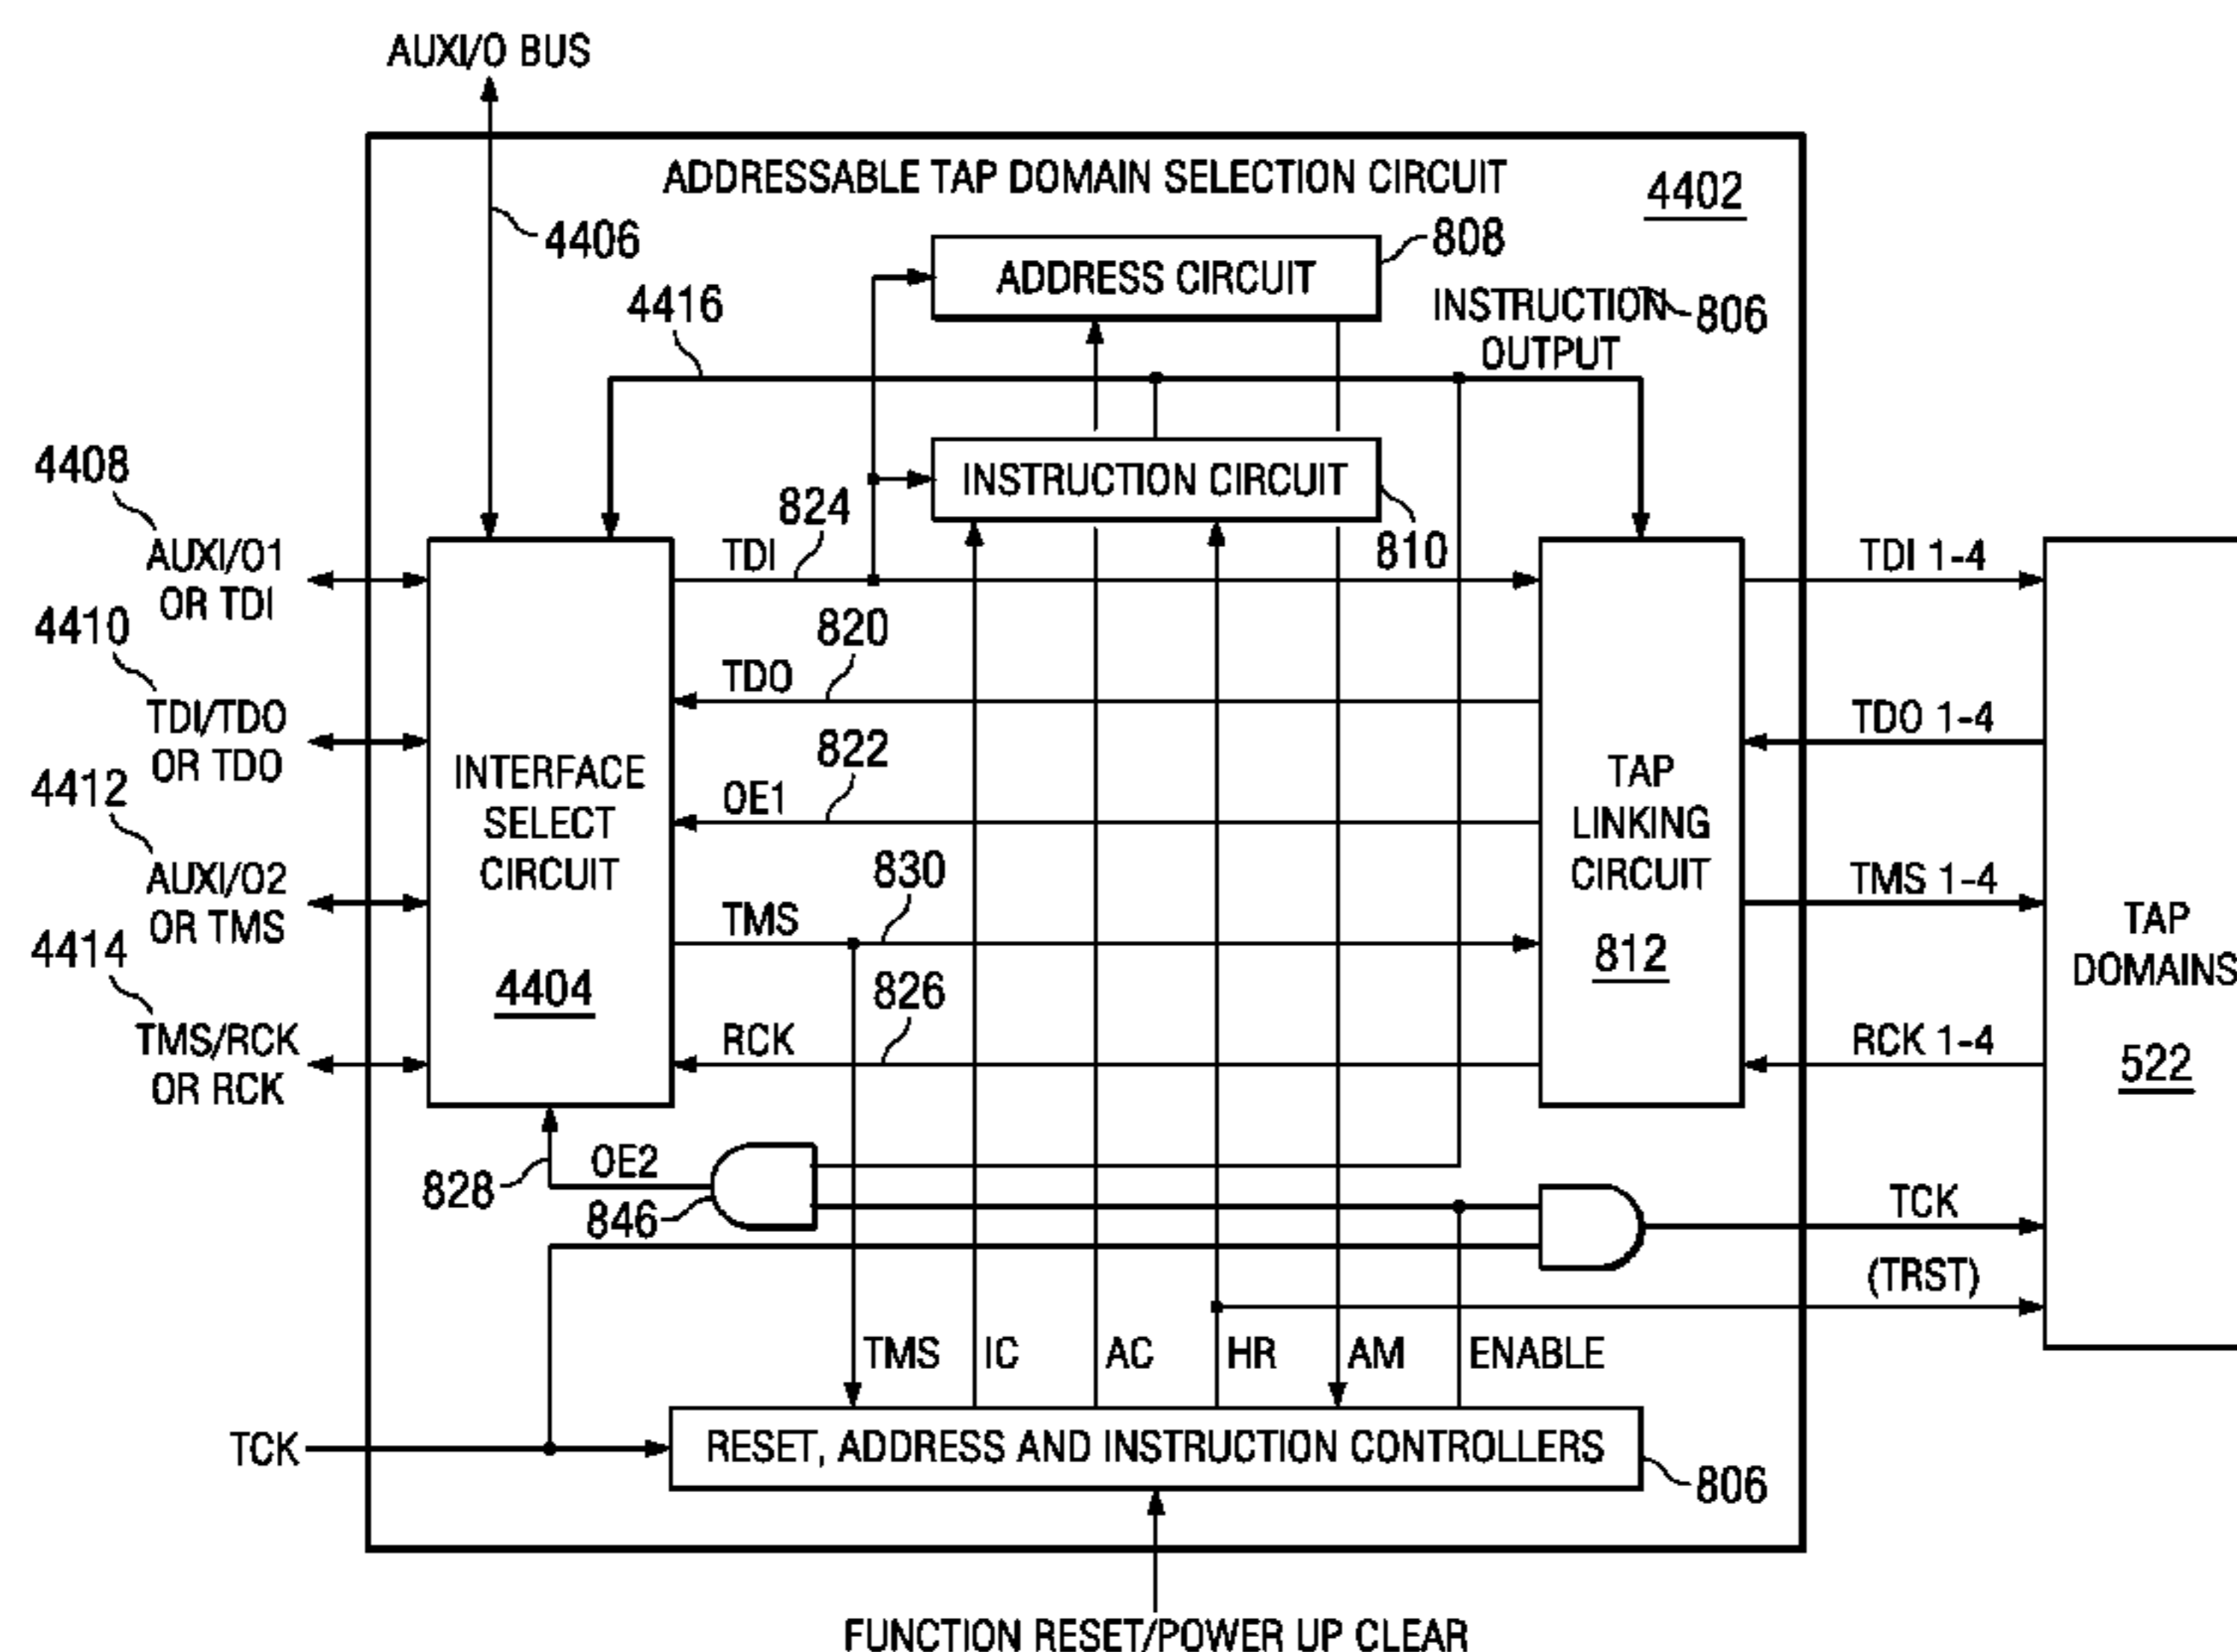 AUXI/O BUS
ADDRESSABLE TAP DOMAIN SELECTION CIRCUIT
4402
4406
ADDRESS CIRCUIT
808
4416
INSTRUCTION
OUTPUT
806
INSTRUCTION CIRCUIT
810
4408
AUXI/O1
OR TDI
4410
TDI/TDO
OR TDO
4412
AUXI/O2
OR TMS
4414
TMS/RCK
OR RCK
INTERFACE
SELECT
CIRCUIT
4404
TDI
824
TDO
820
OE1
822
TMS
830
RCK
826
TAP
LINKING
CIRCUIT
812
TDI 1-4
TDO 1-4
TMS 1-4
RCK 1-4
TAP
DOMAINS
522
828
OE2
846
TCK
(TRST)
TMS
IC
AC
HR
AM
ENABLE
TCK
RESET, ADDRESS AND INSTRUCTION CONTROLLERS
806
FUNCTION RESET/POWER UP CLEAR